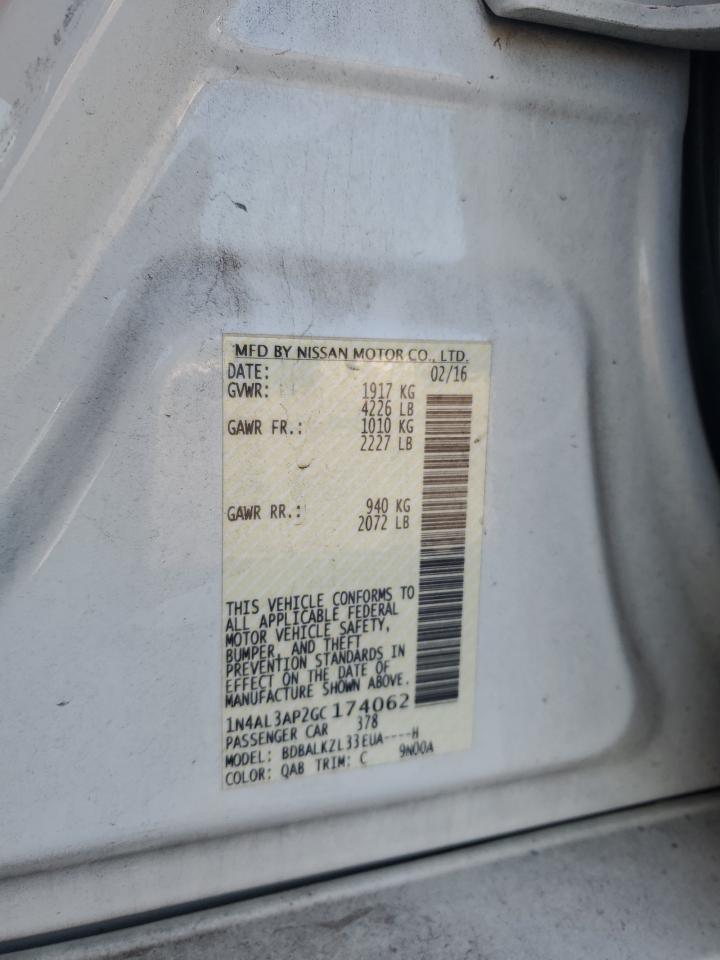 MFD BY NISSAN MOTOR CO., LTD.
DATE: 02/16
GVWR: 1917 KG
4226 LB
GAWR FR.: 1010 KG
2227 LB
GAWR RR.: 940 KG
2072 LB
THIS VEHICLE CONFORMS TO
ALL APPLICABLE FEDERAL
MOTOR VEHICLE SAFETY,
BUMPER, AND THEFT
PREVENTION STANDARDS IN
EFFECT ON THE DATE OF
MANUFACTURE SHOWN ABOVE.
1N4AL3AP2GC174062
PASSENGER CAR 378
MODEL: BDBALKZL33EUA----H
COLOR: QAB TRIM: C 9N00A